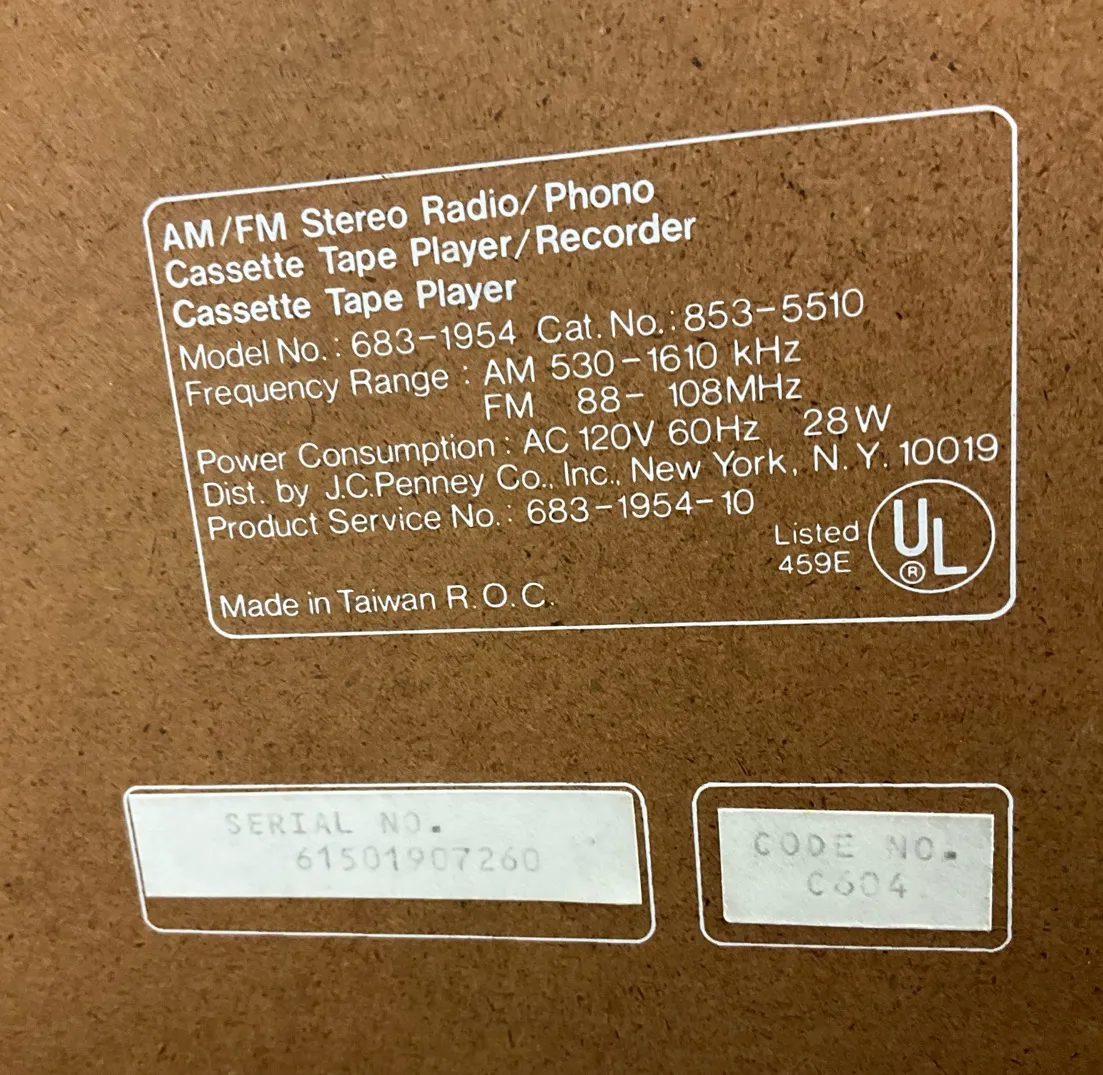 AM/FM Stereo Radio/Phono
Cassette Tape Player/Recorder
Cassette Tape Player
Model No.: 683-1954 Cat. No.: 853-5510
Frequency Range : AM 530-1610 kHz
FM 88- 108MHz
Power Consumption : AC 120V 60Hz 28W
Dist. by J.C.Penney Co., Inc., New York, N.Y. 10019
Product Service No.: 683-1954-10
Listed
459E
UL
®
Made in Taiwan R.O.C.
SERIAL NO.
61501907260
CODE NO.
C604